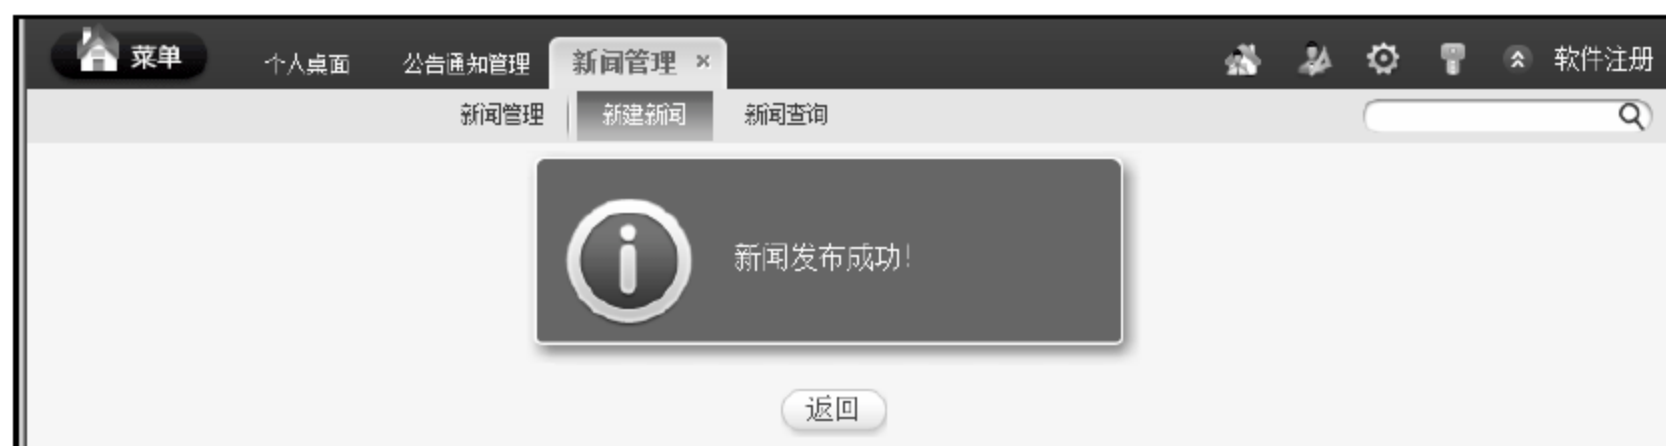 菜单 个人桌面 公告通知管理 新闻管理 × 软件注册
新闻管理 新建新闻 新闻查询
新闻发布成功!
返回